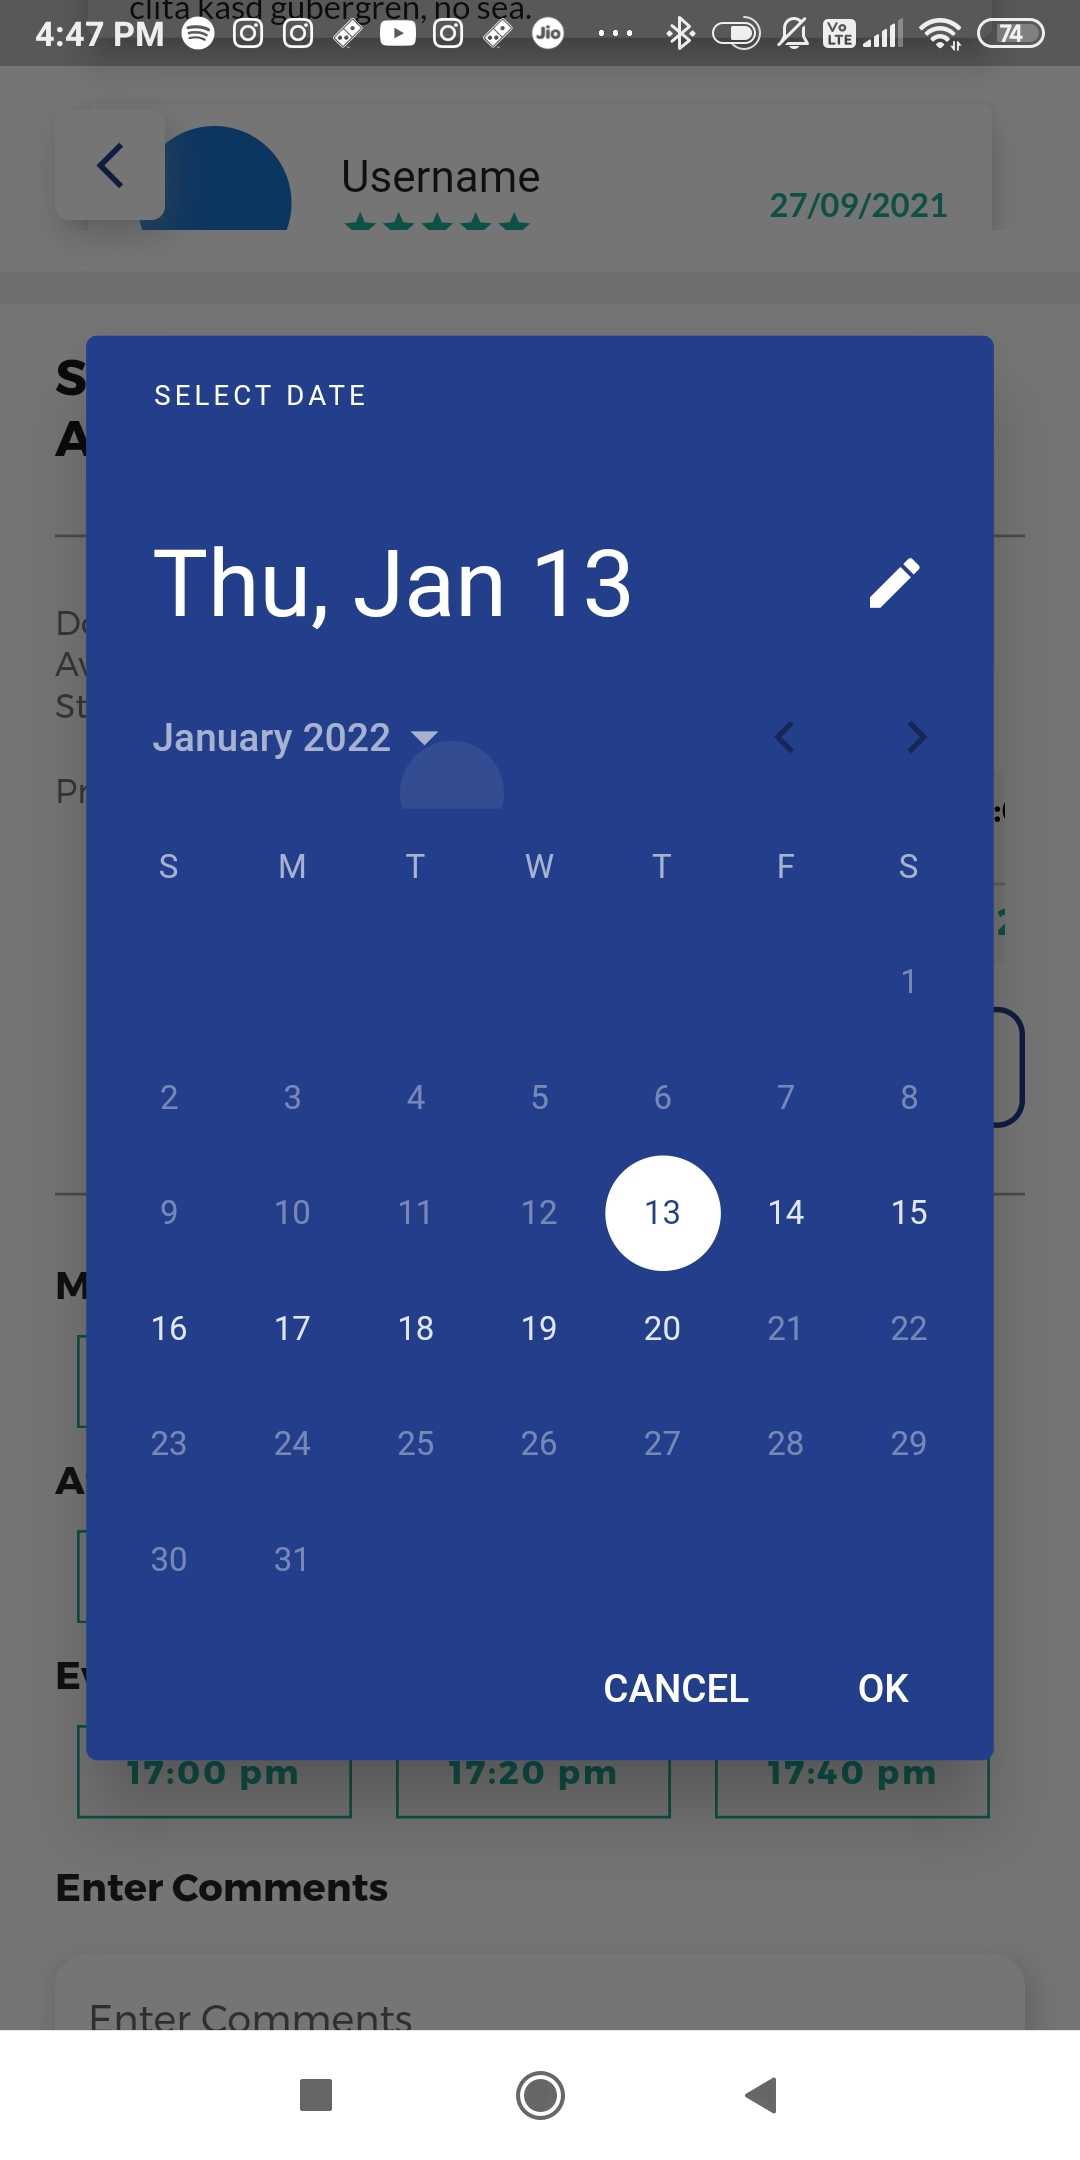 clita kasd gubergren, no sea.
4:47 PM Jio ... Vo LTE 74
Username
27/09/2021
SELECT DATE
Thu, Jan 13
January 2022
S M T W T F S
1
2 3 4 5 6 7 8
9 10 11 12 13 14 15
16 17 18 19 20 21 22
23 24 25 26 27 28 29
30 31
CANCEL OK
17:00 pm 17:20 pm 17:40 pm
Enter Comments
Enter Comments